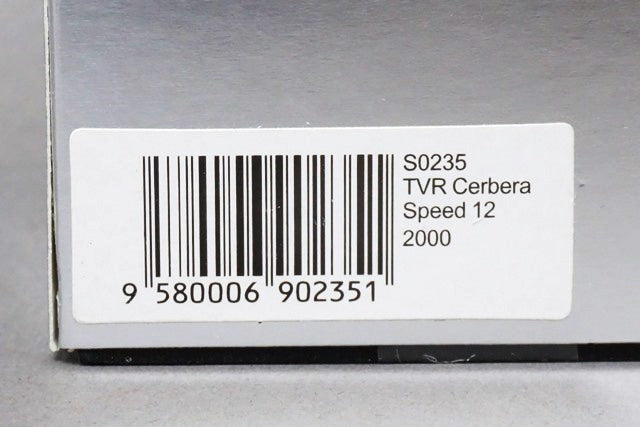 S0235
TVR Cerbera
Speed 12
2000
9 580006 902351